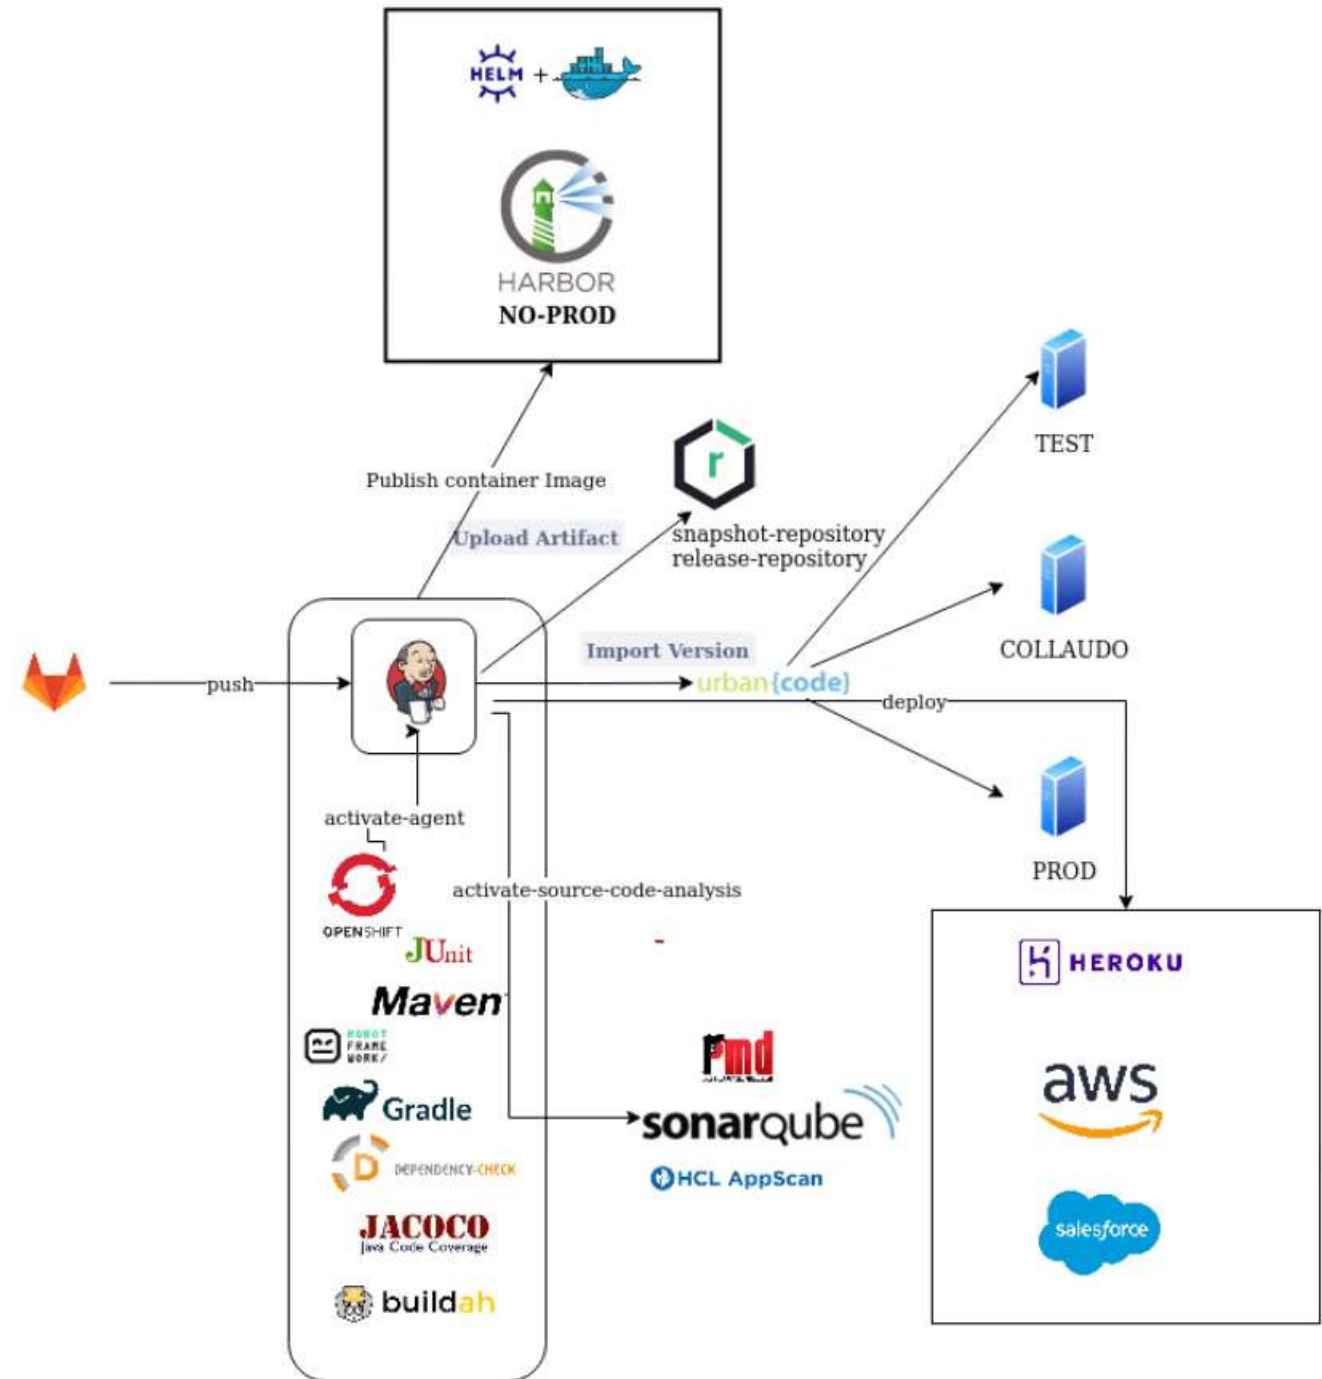 HELM +
HARBOR
NO-PROD
Publish container Image
Upload Artifact
r
snapshot-repository
release-repository
TEST
COLLAUDO
PROD
push
Import Version
urban{code}
deploy
activate-agent
OPENSHIFT
activate-source-code-analysis
JUnit
Maven
ROBOT
FRAME
WORK/
Gradle
D DEPENDENCY-CHECK
JACOCO
Java Code Coverage
buildah
Pmd
sonarqube
HCL AppScan
HEROKU
aws
salesforce